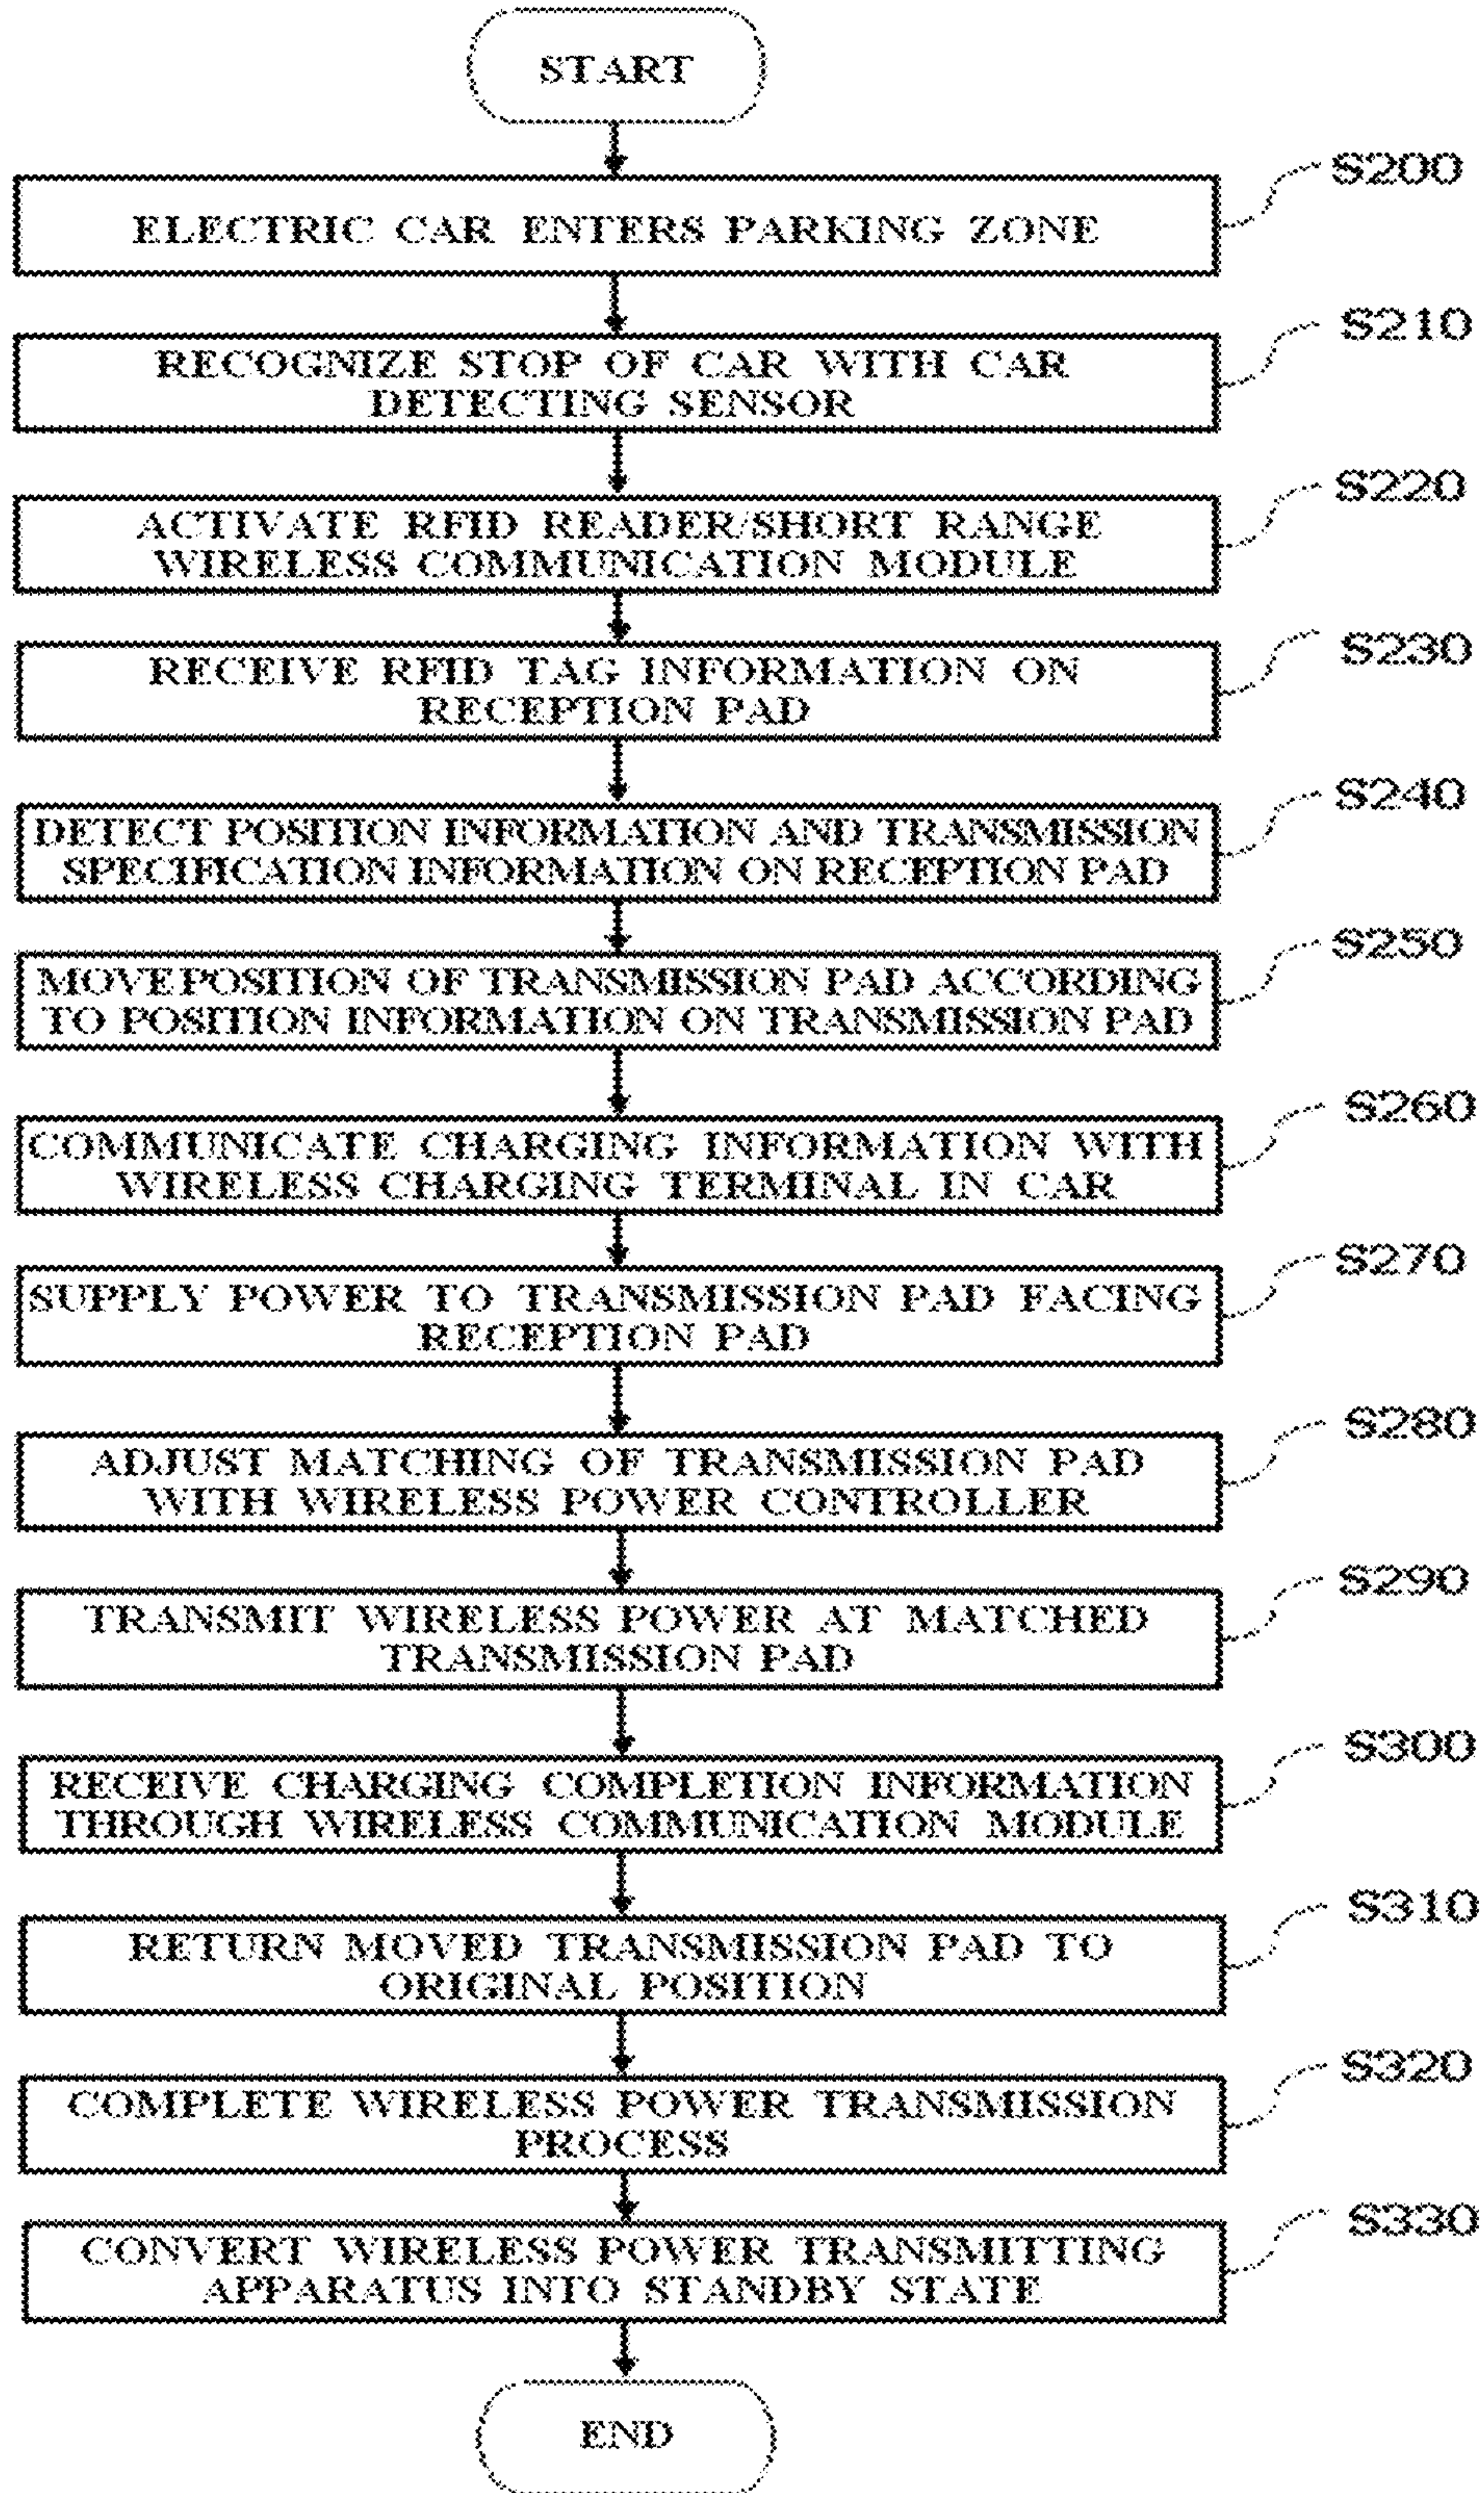 START
S200
ELECTRIC CAR ENTERS PARKING ZONE
S210
RECOGNIZE STOP OF CAR WITH CAR
DETECTING SENSOR
S220
ACTIVATE RFID READER/SHORT RANGE
WIRELESS COMMUNICATION MODULE
S230
RECEIVE RFID TAG INFORMATION ON
RECEPTION PAD
S240
DETECT POSITION INFORMATION AND TRANSMISSION
SPECIFICATION INFORMATION ON RECEPTION PAD
S250
MOVE POSITION OF TRANSMISSION PAD ACCORDING
TO POSITION INFORMATION ON TRANSMISSION PAD
S260
COMMUNICATE CHARGING INFORMATION WITH
WIRELESS CHARGING TERMINAL IN CAR
S270
SUPPLY POWER TO TRANSMISSION PAD FACING
RECEPTION PAD
S280
ADJUST MATCHING OF TRANSMISSION PAD
WITH WIRELESS POWER CONTROLLER
S290
TRANSMIT WIRELESS POWER AT MATCHED
TRANSMISSION PAD
S300
RECEIVE CHARGING COMPLETION INFORMATION
THROUGH WIRELESS COMMUNICATION MODULE
S310
RETURN MOVED TRANSMISSION PAD TO
ORIGINAL POSITION
S320
COMPLETE WIRELESS POWER TRANSMISSION
PROCESS
S330
CONVERT WIRELESS POWER TRANSMITTING
APPARATUS INTO STANDBY STATE
END